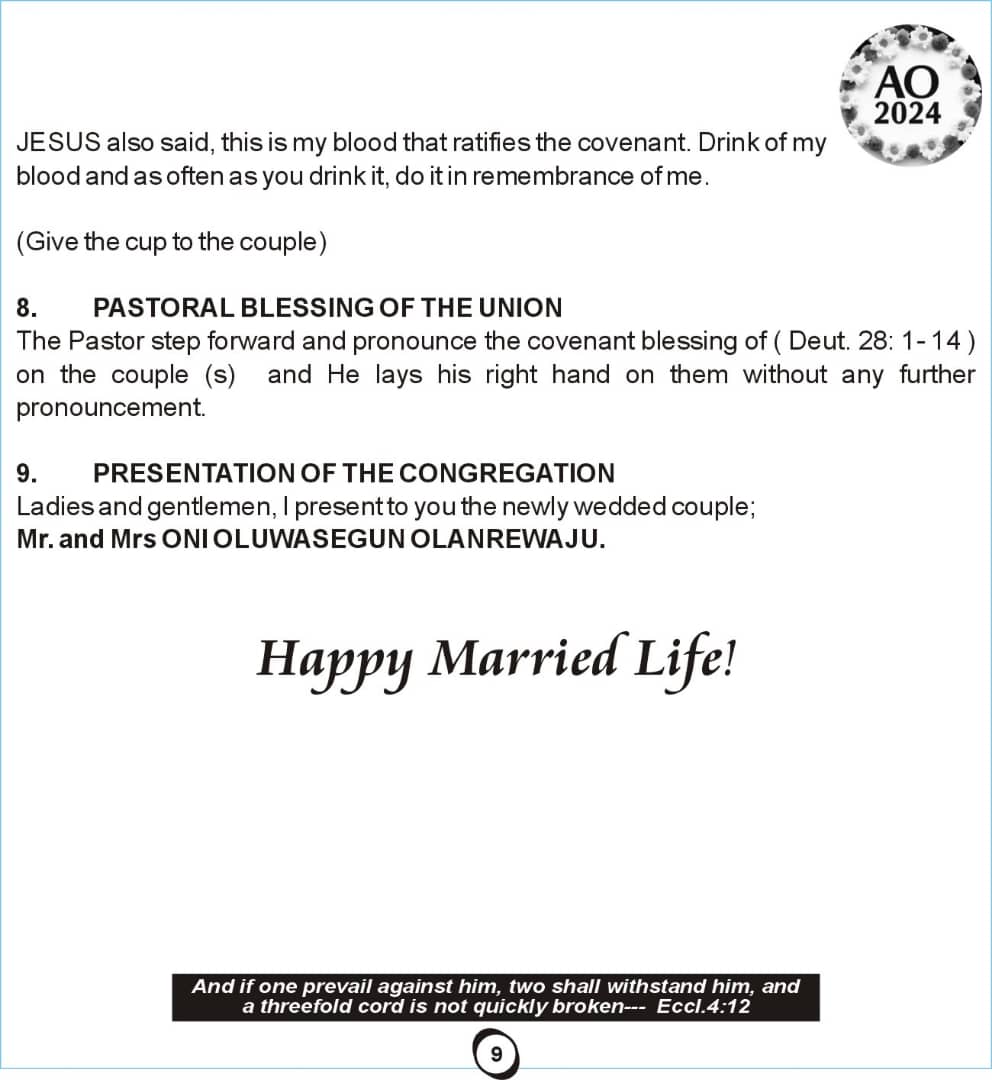 AO
2024
JESUS also said, this is my blood that ratifies the covenant. Drink of my
blood and as often as you drink it, do it in remembrance of me.
(Give the cup to the couple)
8. PASTORAL BLESSING OF THE UNION
The Pastor step forward and pronounce the covenant blessing of ( Deut. 28: 1- 14 )
on the couple (s) and He lays his right hand on them without any further
pronouncement.
9. PRESENTATION OF THE CONGREGATION
Ladies and gentlemen, I present to you the newly wedded couple;
Mr. and Mrs ONI OLUWASEGUN OLANREWAJU.
Happy Married Life!
And if one prevail against him, two shall withstand him, and
a threefold cord is not quickly broken--- Eccl.4:12
9